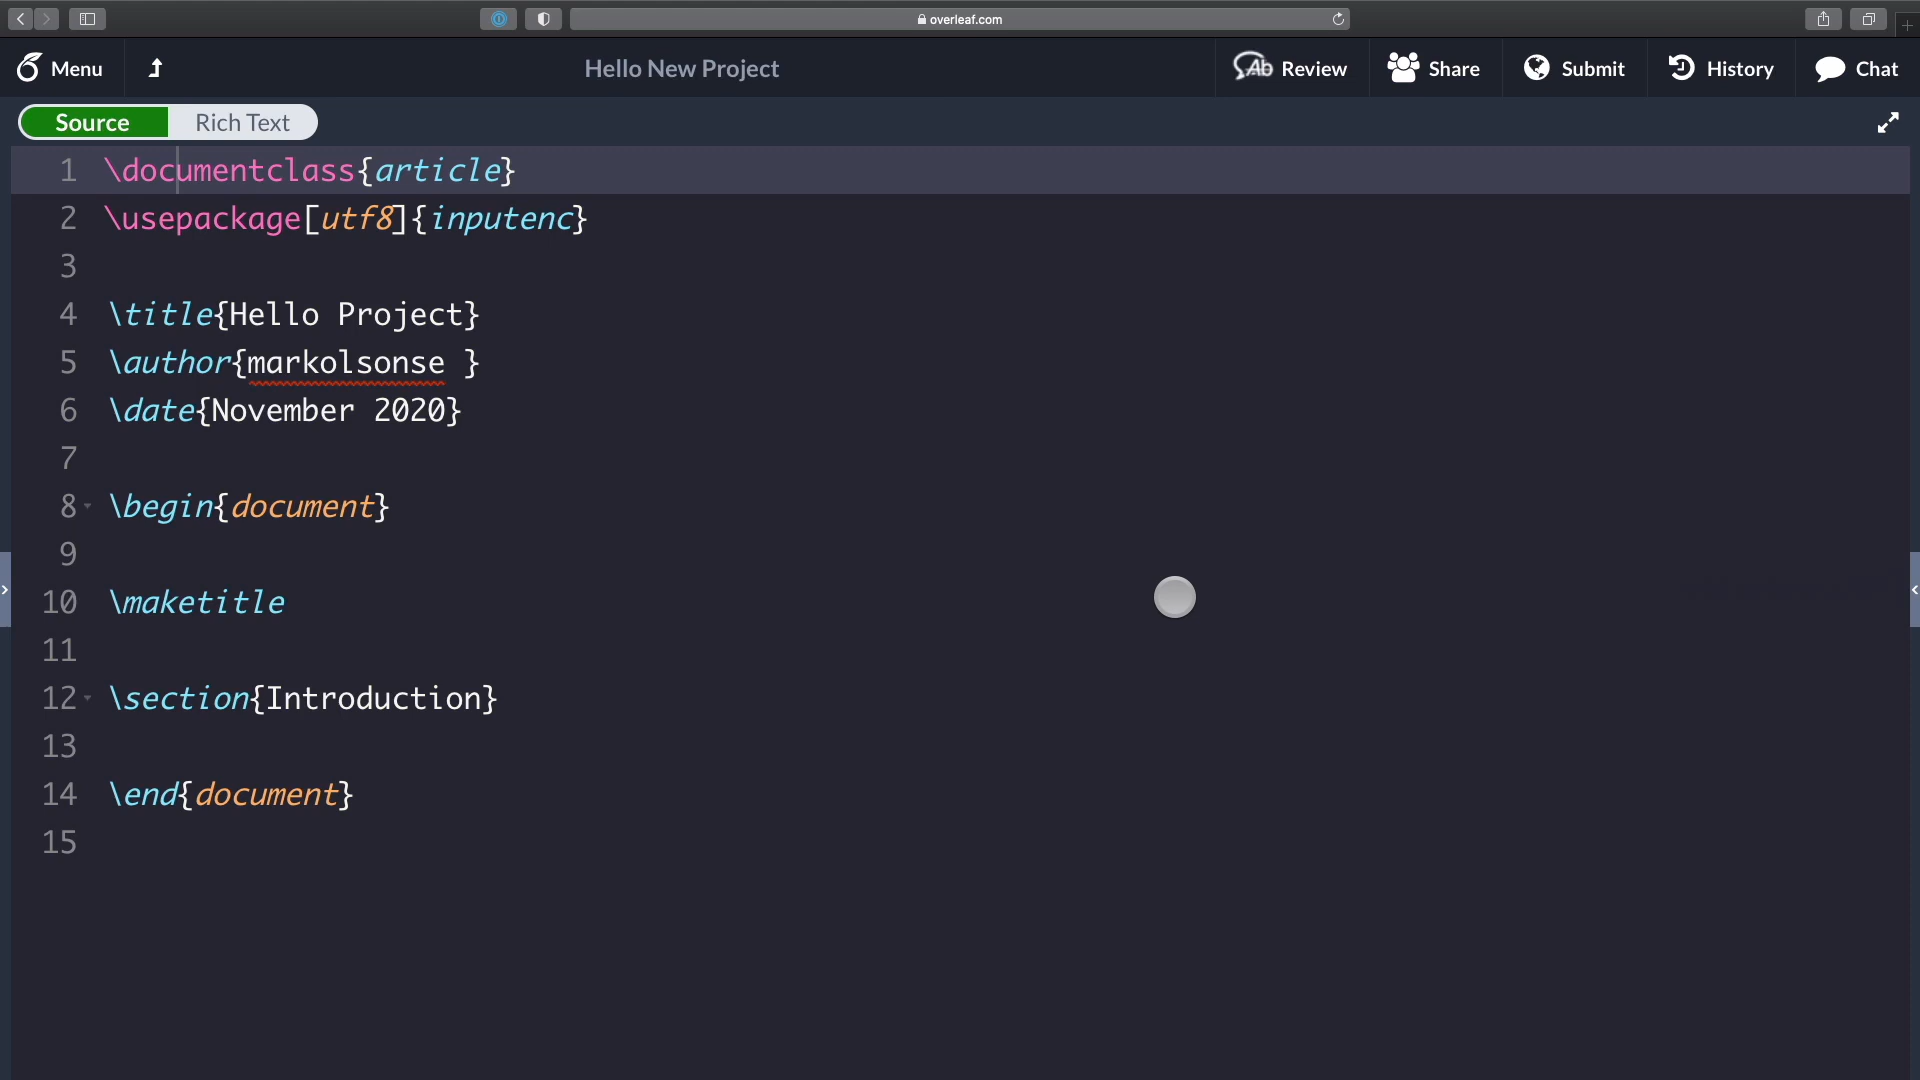 overleaf.com
Menu
Hello New Project
Review
Share
Submit
History
Chat
Source
Rich Text
1 \documentclass{article}
2 \usepackage[utf8]{inputenc}
3
4 \title{Hello Project}
5 \author{markolsonse }
6 \date{November 2020}
7
8 \begin{document}
9
10 \maketitle
11
12 \section{Introduction}
13
14 \end{document}
15